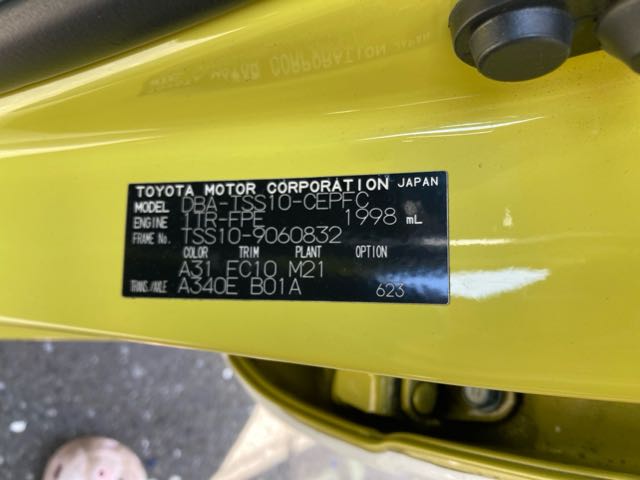 TOYOTA MOTOR CORPORATION JAPAN
MODEL DBA-TSS10-CEPFC
ENGINE 1TR-FPE 1998 mL
FRAME No. TSS10-9060832
COLOR TRIM PLANT OPTION
A31 FC10 M21
TRANS./AXLE A340E B01A 623